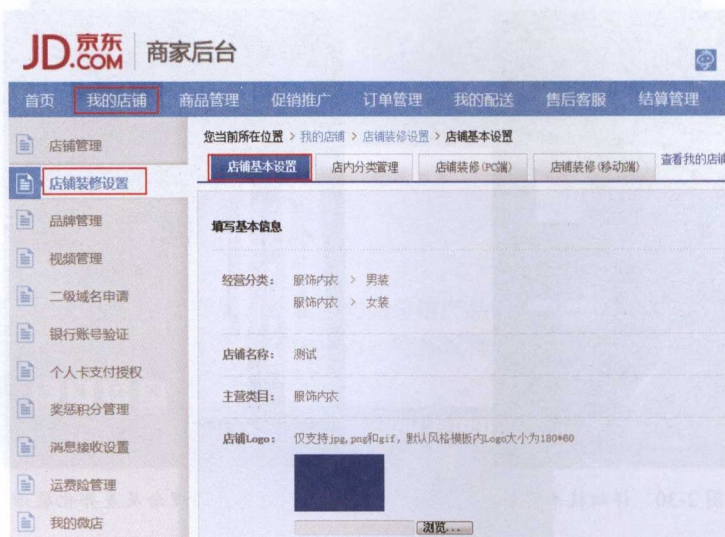 JD.京东COM 商家后台
首页 我的店铺 商品管理 促销推广 订单管理 我的配送 售后客服 结算管理
您当前所在位置 > 我的店铺 > 店铺装修设置 > 店铺基本设置
店铺基本设置 店内分类管理 店铺装修(PC端) 店铺装修(移动端) 查看我的店铺
店铺管理
店铺装修设置
品牌管理
视频管理
二级域名申请
银行账号验证
个人卡支付授权
奖惩积分管理
消息接收设置
运费险管理
我的微店
填写基本信息
经营分类: 服饰内衣 > 男装
服饰内衣 > 女装
店铺名称: 测试
主营类目: 服饰内衣
店铺Logo: 仅支持jpg,png和gif,默认风格模板内Logo大小为180*60
浏览...